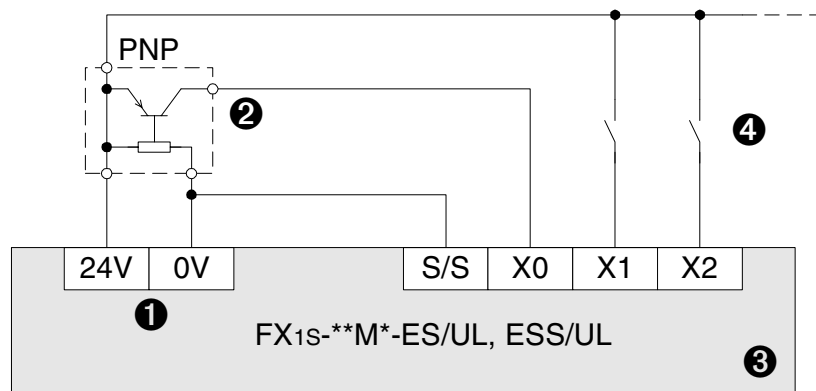 PNP
❷
❹
24V 0V S/S X0 X1 X2
❶
FX1S-**M*-ES/UL, ESS/UL
❸